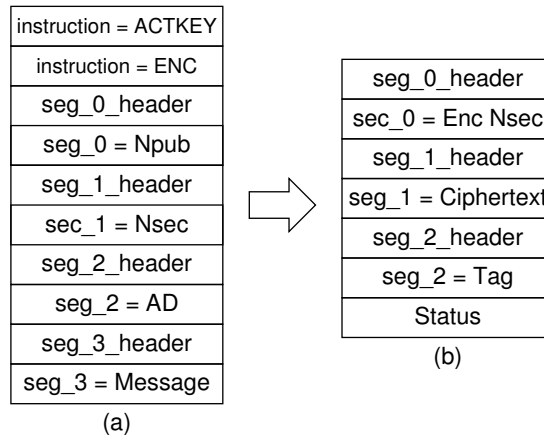 instruction = ACTKEY
instruction = ENC
seg_0_header
seg_0 = Npub
seg_1_header
sec_1 = Nsec
seg_2_header
seg_2 = AD
seg_3_header
seg_3 = Message
(a)
seg_0_header
sec_0 = Enc Nsec
seg_1_header
seg_1 = Ciphertext
seg_2_header
seg_2 = Tag
Status
(b)